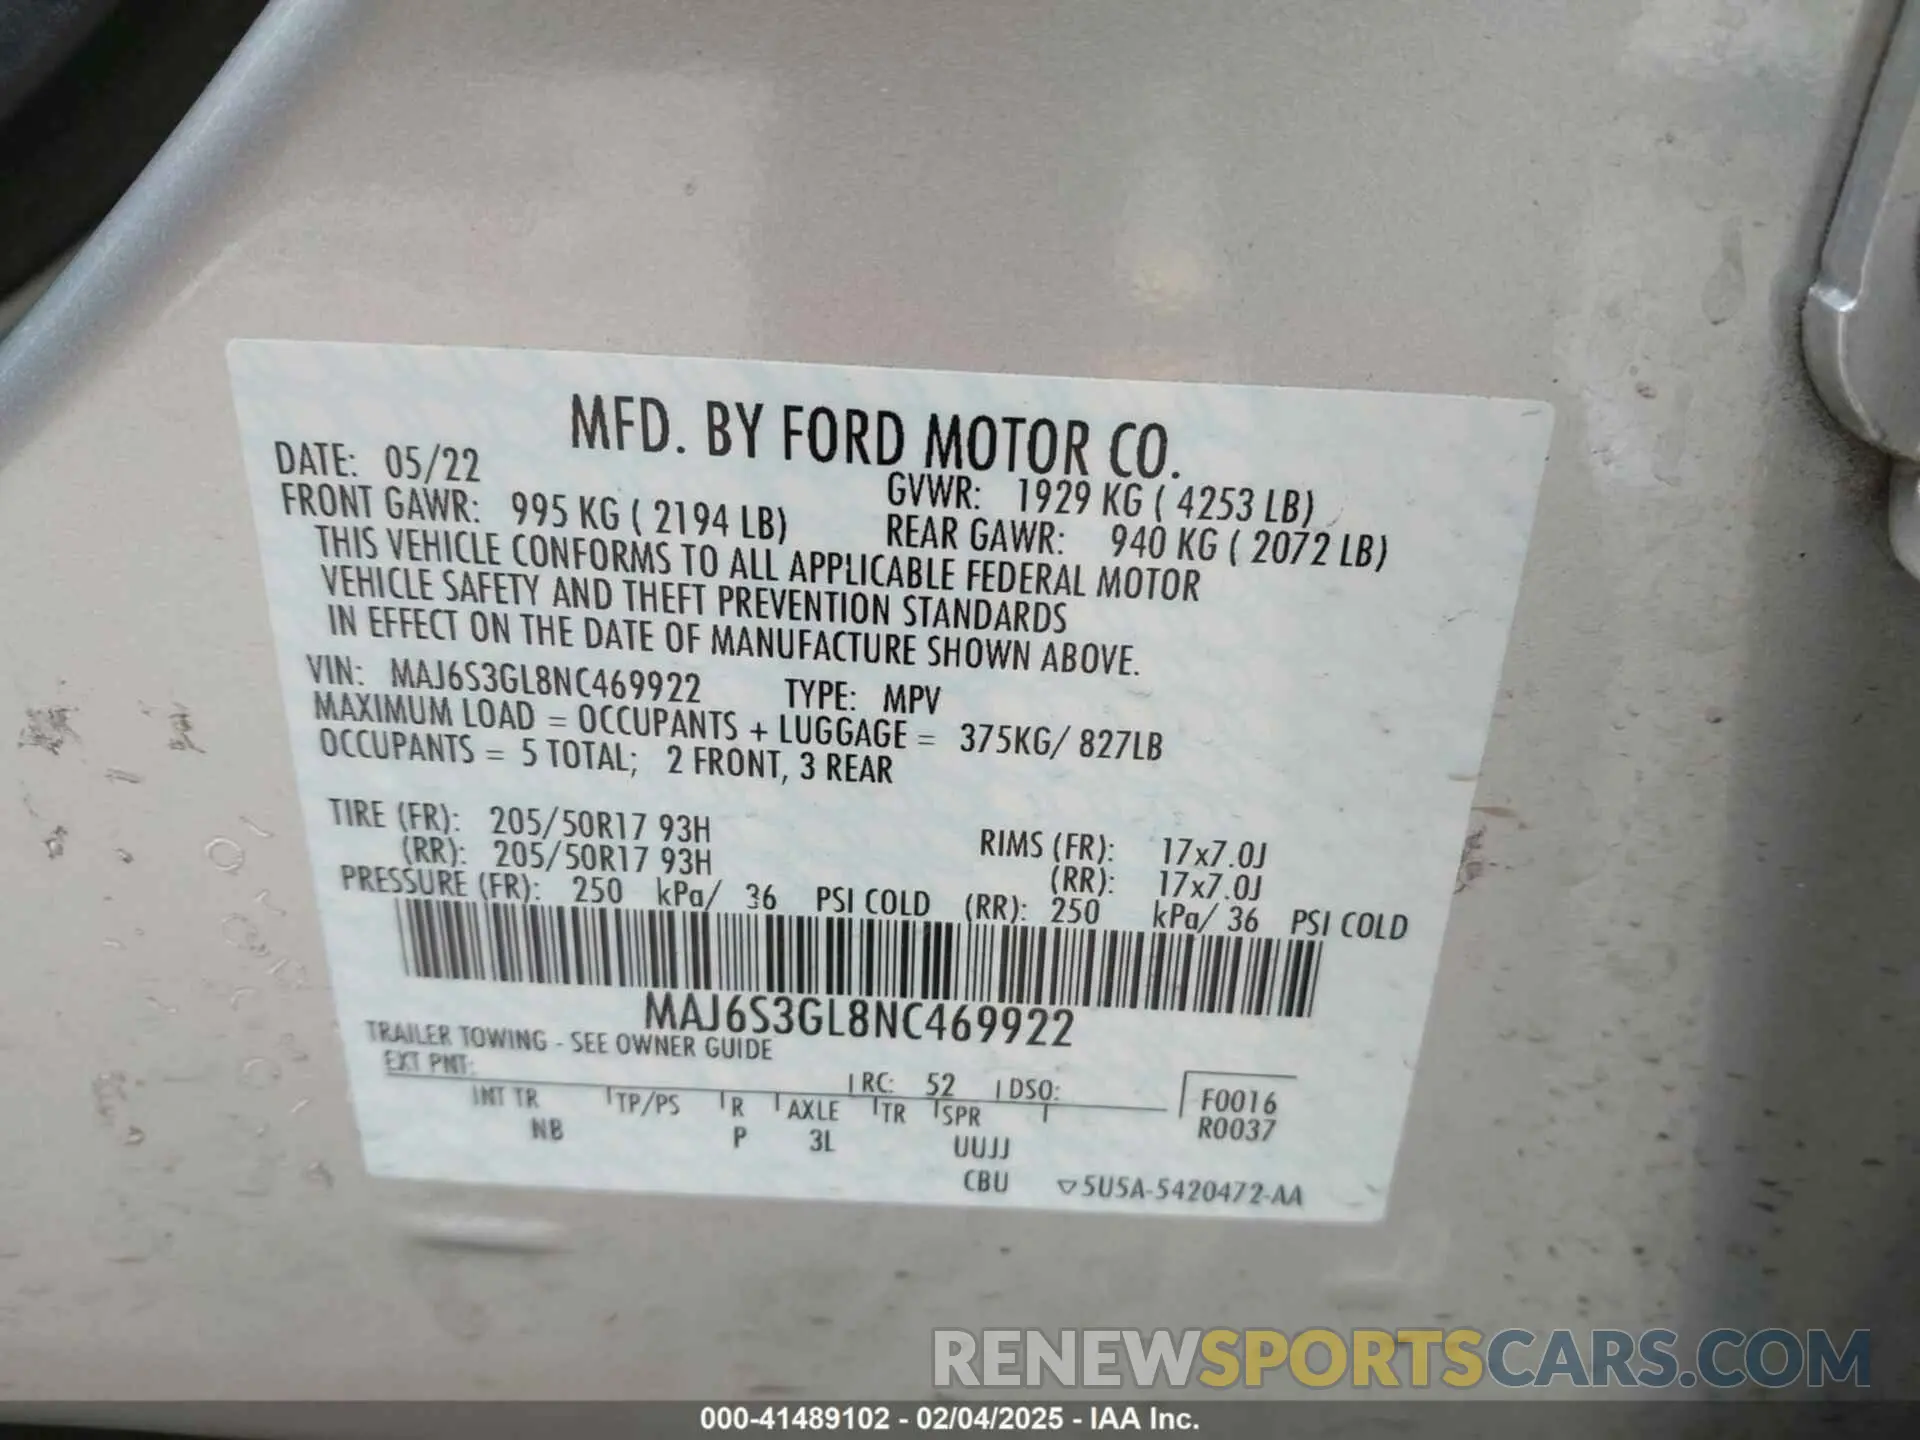 MFD. BY FORD MOTOR CO.
DATE: 05/22 GVWR: 1929 KG ( 4253 LB)
FRONT GAWR: 995 KG ( 2194 LB) REAR GAWR: 940 KG ( 2072 LB)
THIS VEHICLE CONFORMS TO ALL APPLICABLE FEDERAL MOTOR
VEHICLE SAFETY AND THEFT PREVENTION STANDARDS
IN EFFECT ON THE DATE OF MANUFACTURE SHOWN ABOVE.
VIN: MAJ6S3GL8NC469922 TYPE: MPV
MAXIMUM LOAD = OCCUPANTS + LUGGAGE = 375KG/ 827LB
OCCUPANTS = 5 TOTAL; 2 FRONT, 3 REAR
TIRE (FR): 205/50R17 93H RIMS (FR): 17x7.0J
(RR): 205/50R17 93H (RR): 17x7.0J
PRESSURE (FR): 250 kPa/ 36 PSI COLD (RR): 250 kPa/ 36 PSI COLD
MAJ6S3GL8NC469922
TRAILER TOWING - SEE OWNER GUIDE
EXT PNT: RC: 52 DSO: F0016
INT TR TP/PS R AXLE TR SPR R0037
NB P 3L UUJJ
CBU ▽5U5A-5420472-AA
RENEWSPORTSCARS.COM
000-41489102 - 02/04/2025 - IAA Inc.